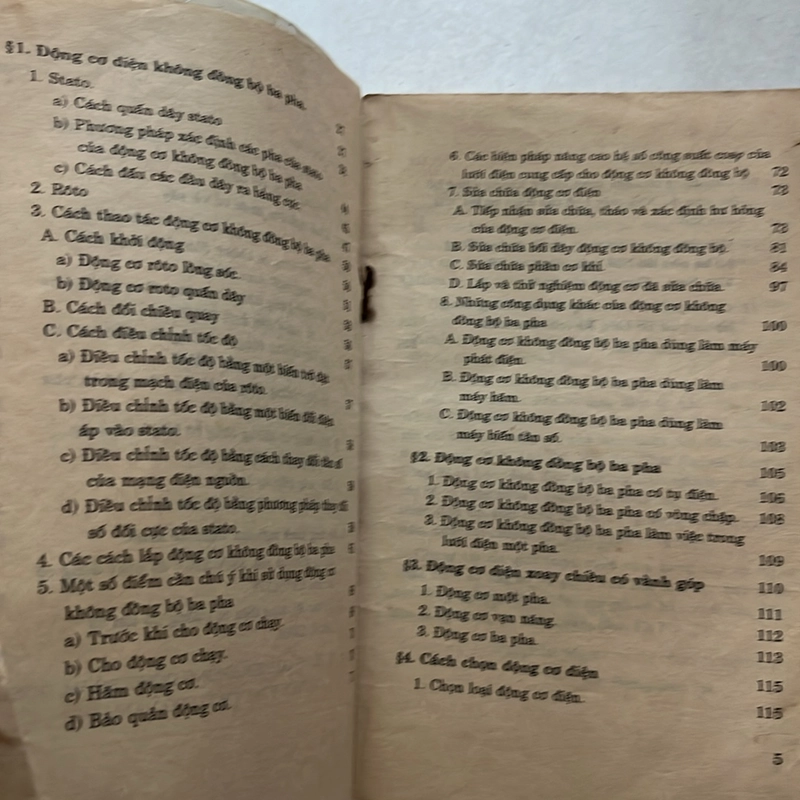 §1. Động cơ điện không đồng bộ ba pha.
1. Stato.
a) Cách quấn dây stato
b) Phương pháp xác định các pha của stato
của động cơ không đồng bộ ba pha
c) Cách đấu các đầu dây ra bảng cực
2. Rôto
3. Cách thao tác động cơ không đồng bộ ba pha
A. Cách khởi động
a) Động cơ rôto lồng sóc.
b) Động cơ roto quấn dây
B. Cách đổi chiều quay
C. Cách điều chỉnh tốc độ
a) Điều chỉnh tốc độ bằng một biến trở đặt
trong mạch điện của rôto.
b) Điều chỉnh tốc độ bằng một biến đổi điện
áp vào stato.
c) Điều chỉnh tốc độ bằng cách thay đổi tần số
của mạng điện nguồn.
d) Điều chỉnh tốc độ bằng phương pháp thay đổi
số đổi cực của stato.
4. Các cách lắp động cơ không đồng bộ ba pha
5. Một số điểm cần chú ý khi sử dụng động cơ
không đồng bộ ba pha
a) Trước khi cho động cơ chạy.
b) Cho động cơ chạy.
c) Hãm động cơ.
d) Bảo quản động cơ.
6. Các biện pháp nâng cao hệ số công suất cosφ của
lưới điện cung cấp cho động cơ không đồng bộ 72
7. Sửa chữa động cơ điện 73
A. Tiếp nhận sửa chữa, tháo và xác định hư hỏng
của động cơ điện. 73
B. Sửa chữa bối dây động cơ không đồng bộ. 81
C. Sửa chữa phần cơ khí. 84
D. Lắp và thử nghiệm động cơ đã sửa chữa. 97
8. Những công dụng khác của động cơ không
đồng bộ ba pha 100
A. Động cơ không đồng bộ ba pha dùng làm máy
phát điện. 100
B. Động cơ không đồng bộ ba pha dùng làm
máy hãm. 102
C. Động cơ không đồng bộ ba pha dùng làm
máy biến tần số. 103
§2. Động cơ không đồng bộ ba pha 105
1. Động cơ không đồng bộ ba pha có tụ điện. 106
2. Động cơ không đồng bộ ba pha có vòng chập. 108
3. Động cơ không đồng bộ ba pha làm việc trong
lưới điện một pha. 109
§3. Động cơ điện xoay chiều có vành góp 110
1. Động cơ một pha. 111
2. Động cơ vạn năng. 112
3. Động cơ ba pha. 113
§4. Cách chọn động cơ điện 115
1. Chọn loại động cơ điện. 115
5